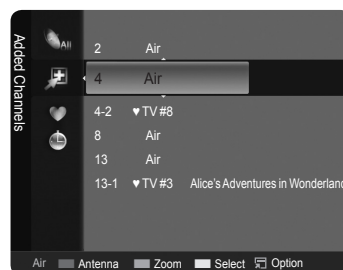 Added Channels
All
2 Air
4 Air
4-2 ♥ TV #8
8 Air
13 Air
13-1 ♥ TV #3 Alice's Adventures in Wonderland
Air Antenna Zoom Select Option